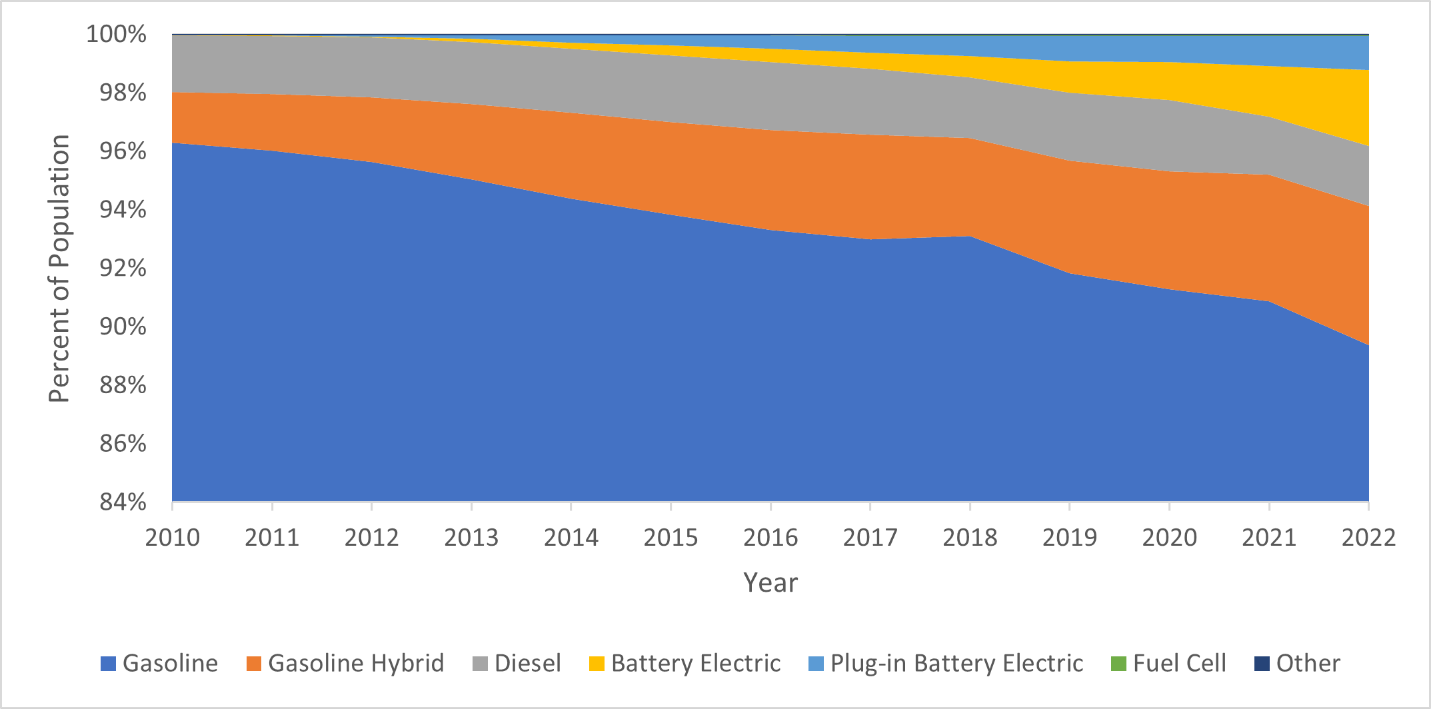 100%
98%
96%
94%
92%
90%
88%
86%
84%
Percent of Population
2010 2011 2012 2013 2014 2015 2016 2017 2018 2019 2020 2021 2022
Year
Gasoline Gasoline Hybrid Diesel Battery Electric Plug-in Battery Electric Fuel Cell Other